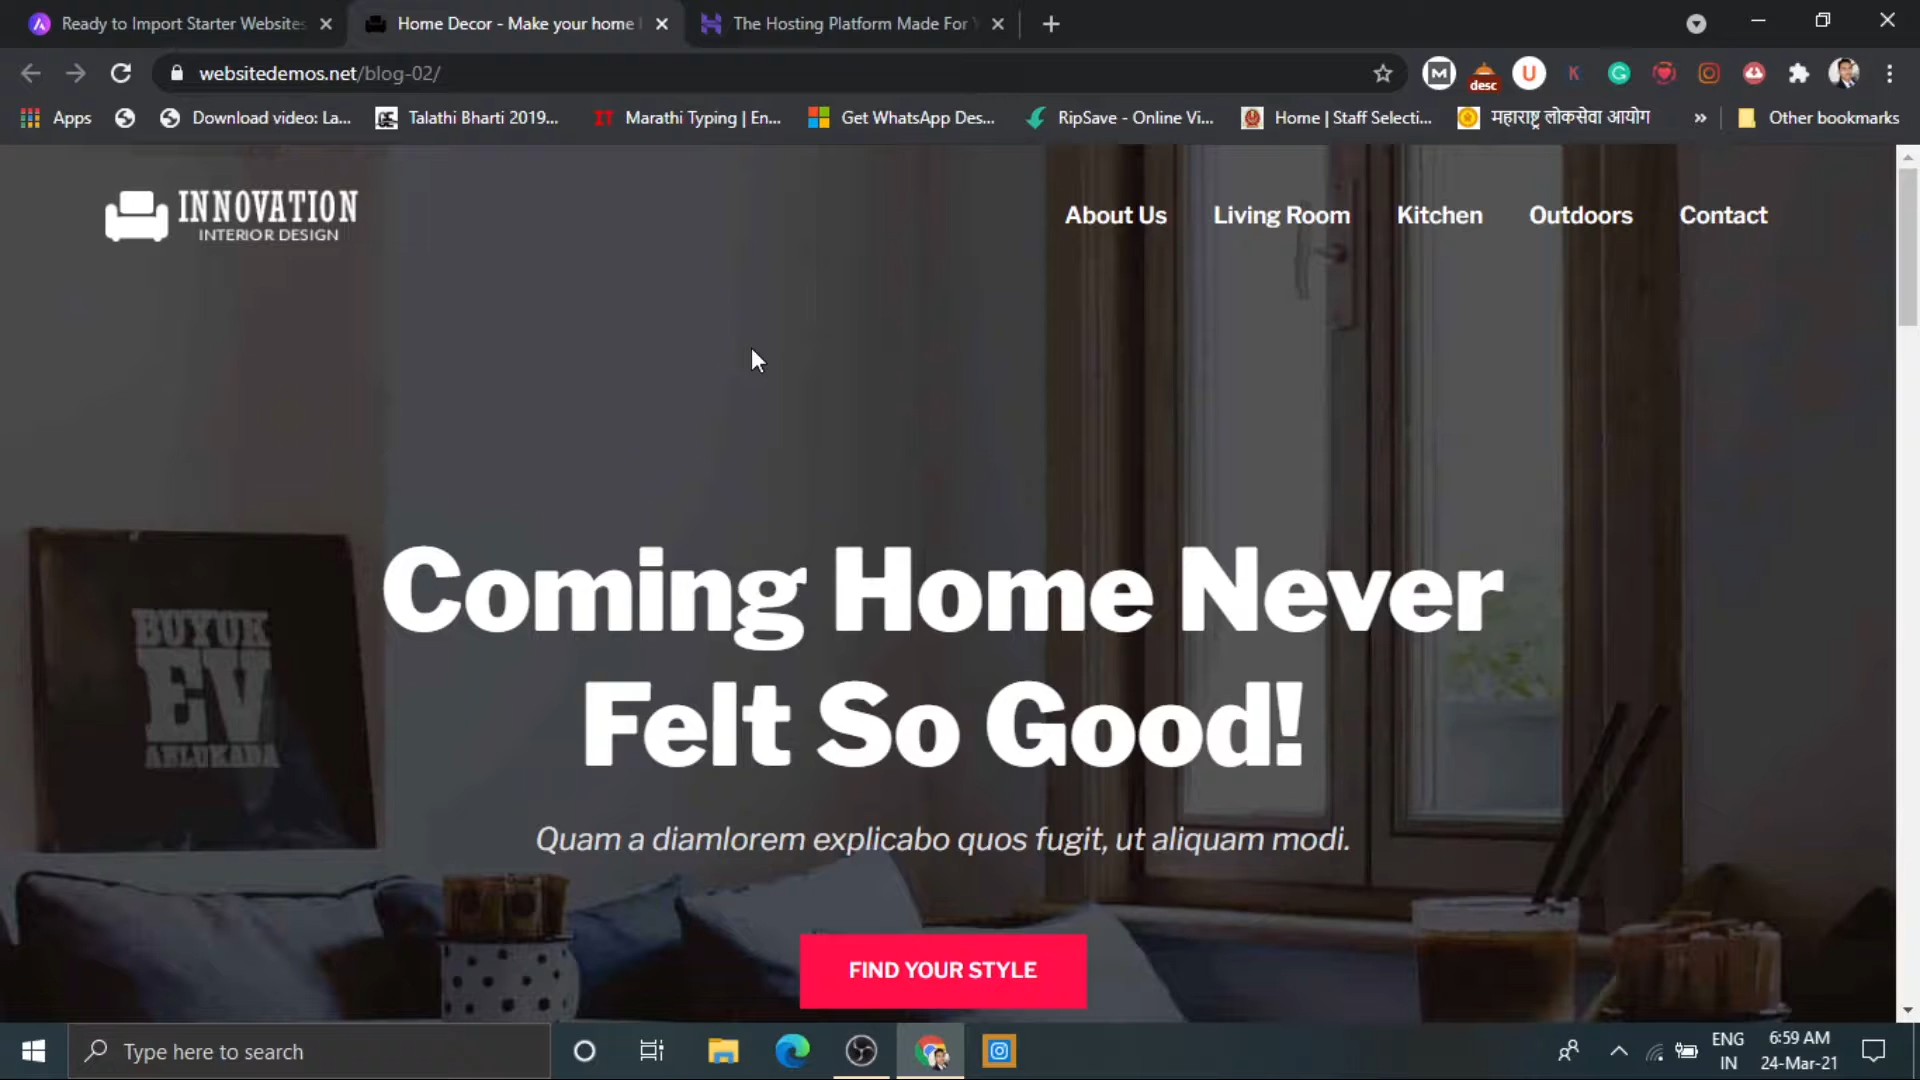 Ready to Import Starter Websites
Home Decor - Make your home
The Hosting Platform Made For Y
websitedemos.net/blog-02/
desc
Apps
Download video: La...
Talathi Bharti 2019...
Marathi Typing | En...
Get WhatsApp Des...
RipSave - Online Vi...
Home | Staff Selecti...
महाराष्ट्र लोकसेवा आयोग
»
Other bookmarks
INNOVATION
INTERIOR DESIGN
About Us
Living Room
Kitchen
Outdoors
Contact
BUYUK
EV
ABLUKADA
Coming Home Never
Felt So Good!
Quam a diamlorem explicabo quos fugit, ut aliquam modi.
FIND YOUR STYLE
Type here to search
ENG
IN
6:59 AM
24-Mar-21